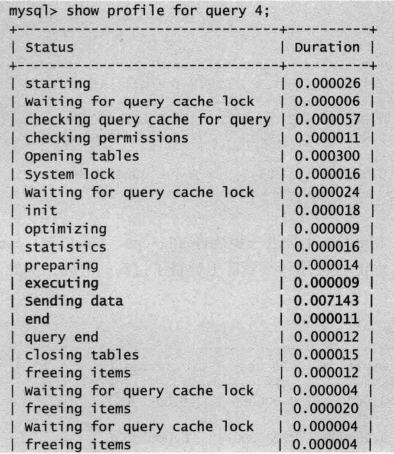 mysql> show profile for query 4;
+--------------------------------+----------+
| Status                         | Duration |
+--------------------------------+----------+
| starting                       | 0.000026 |
| Waiting for query cache lock   | 0.000006 |
| checking query cache for query | 0.000057 |
| checking permissions           | 0.000011 |
| Opening tables                 | 0.000300 |
| System lock                    | 0.000016 |
| Waiting for query cache lock   | 0.000024 |
| init                           | 0.000018 |
| optimizing                     | 0.000009 |
| statistics                     | 0.000016 |
| preparing                      | 0.000014 |
| executing                      | 0.000009 |
| Sending data                   | 0.007143 |
| end                            | 0.000011 |
| query end                      | 0.000012 |
| closing tables                 | 0.000015 |
| freeing items                  | 0.000012 |
| Waiting for query cache lock   | 0.000004 |
| freeing items                  | 0.000020 |
| Waiting for query cache lock   | 0.000004 |
| freeing items                  | 0.000004 |